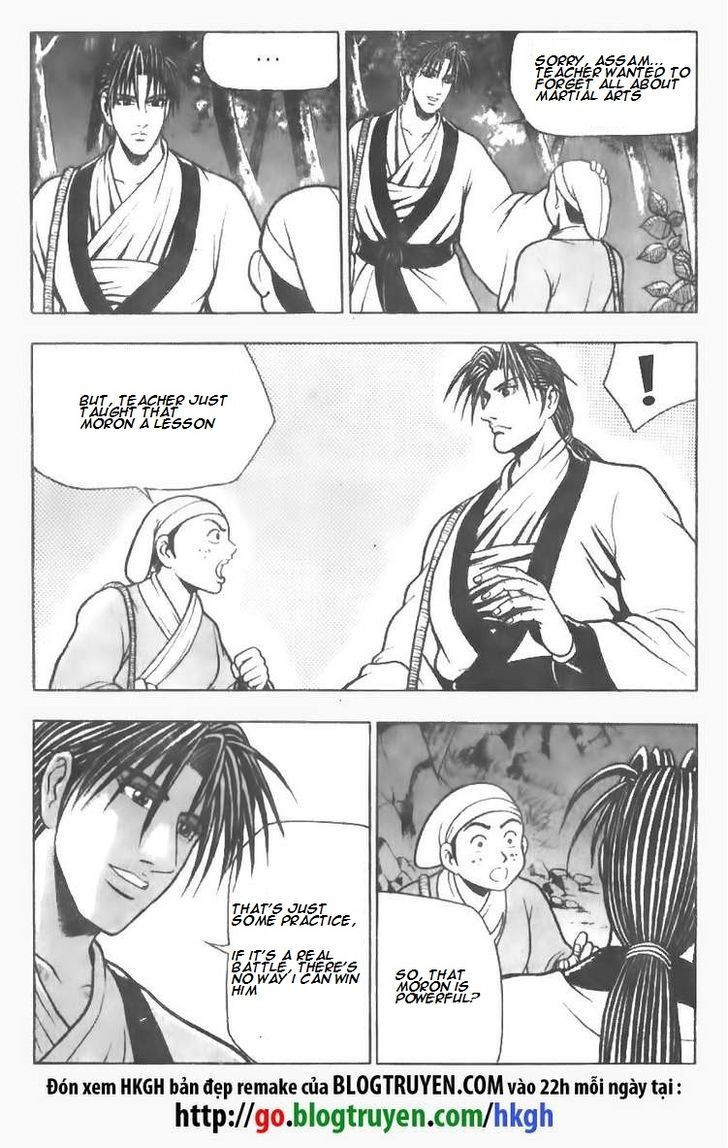 ...
SORRY, ASSAM...
TEACHER WANTED TO
FORGET ALL ABOUT
MARTIAL ARTS
!
BUT, TEACHER JUST
TAUGHT THAT
MORON A LESSON
THAT'S JUST
SOME PRACTICE,
IF IT'S A REAL
BATTLE, THERE'S
NO WAY I CAN WIN
HIM
SO, THAT
MORON IS
POWERFUL?
Đón xem HKGH bản đẹp remake của BLOGTRUYEN.COM vào 22h mỗi ngày tại :
http://go.blogtruyen.com/hkgh